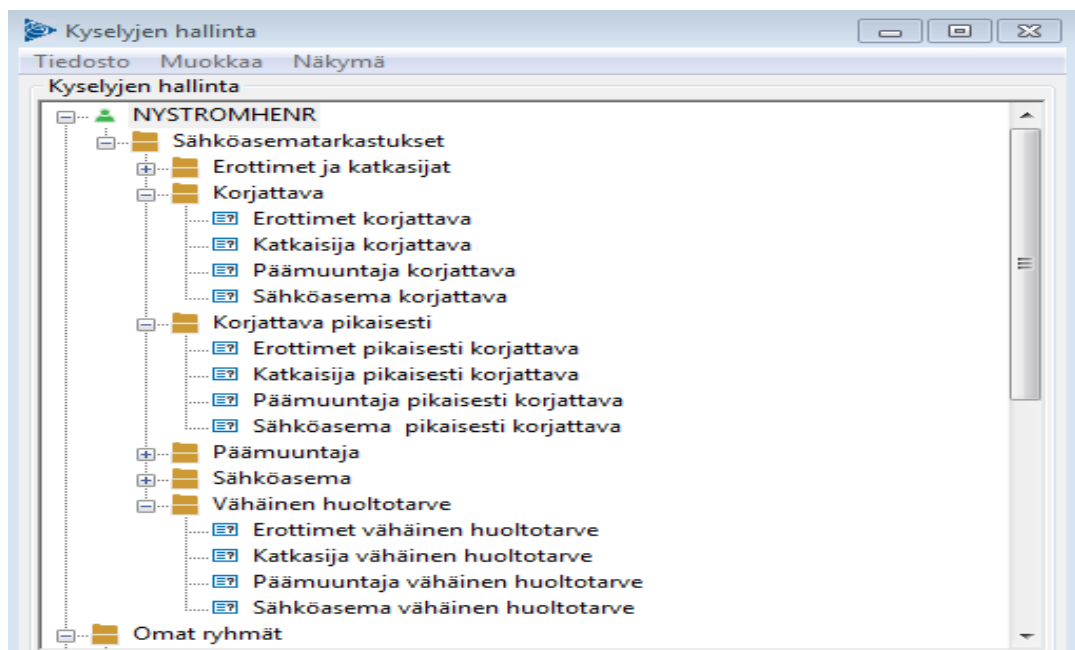 Kyselyjen hallinta
Tiedosto Muokkaa Näkymä
Kyselyjen hallinta
NYSTROMHENR
Sähköasematarkastukset
Erottimet ja katkasijat
Korjattava
Erottimet korjattava
Katkaisija korjattava
Päämuuntaja korjattava
Sähköasema korjattava
Korjattava pikaisesti
Erottimet pikaisesti korjattava
Katkaisija pikaisesti korjattava
Päämuuntaja pikaisesti korjattava
Sähköasema pikaisesti korjattava
Päämuuntaja
Sähköasema
Vähäinen huoltotarve
Erottimet vähäinen huoltotarve
Katkasija vähäinen huoltotarve
Päämuuntaja vähäinen huoltotarve
Sähköasema vähäinen huoltotarve
Omat ryhmät